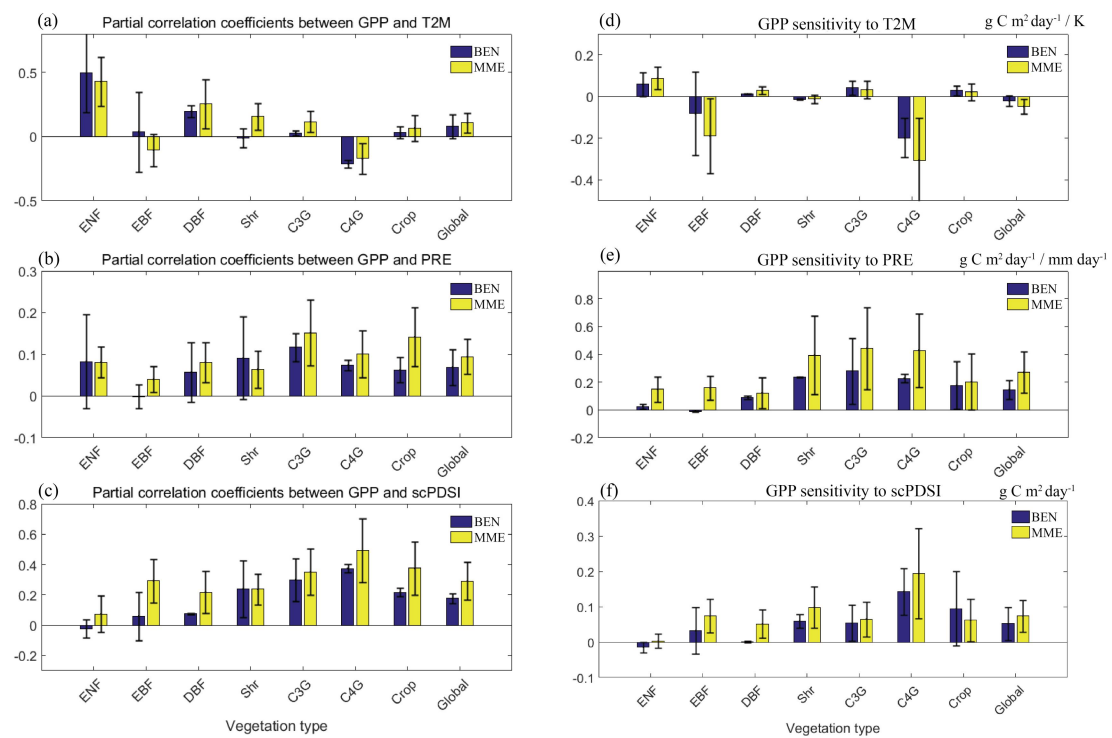 (a) Partial correlation coefficients between GPP and T2M
BEN
MME
0.5
0
-0.5
ENF EBF DBF Shr C3G C4G Crop Global
(b) Partial correlation coefficients between GPP and PRE
BEN
MME
0.3
0.2
0.1
0
-0.1
ENF EBF DBF Shr C3G C4G Crop Global
(c) Partial correlation coefficients between GPP and scPDSI
BEN
MME
0.8
0.6
0.4
0.2
0
-0.2
ENF EBF DBF Shr C3G C4G Crop Global
Vegetation type
(d) GPP sensitivity to T2M g C m² day⁻¹ / K
BEN
MME
0.2
0
-0.2
-0.4
ENF EBF DBF Shr C3G C4G Crop Global
(e) GPP sensitivity to PRE g C m² day⁻¹ / mm day⁻¹
BEN
MME
0.8
0.6
0.4
0.2
0
-0.2
ENF EBF DBF Shr C3G C4G Crop Global
(f) GPP sensitivity to scPDSI g C m² day⁻¹
BEN
MME
0.4
0.3
0.2
0.1
0
-0.1
ENF EBF DBF Shr C3G C4G Crop Global
Vegetation type